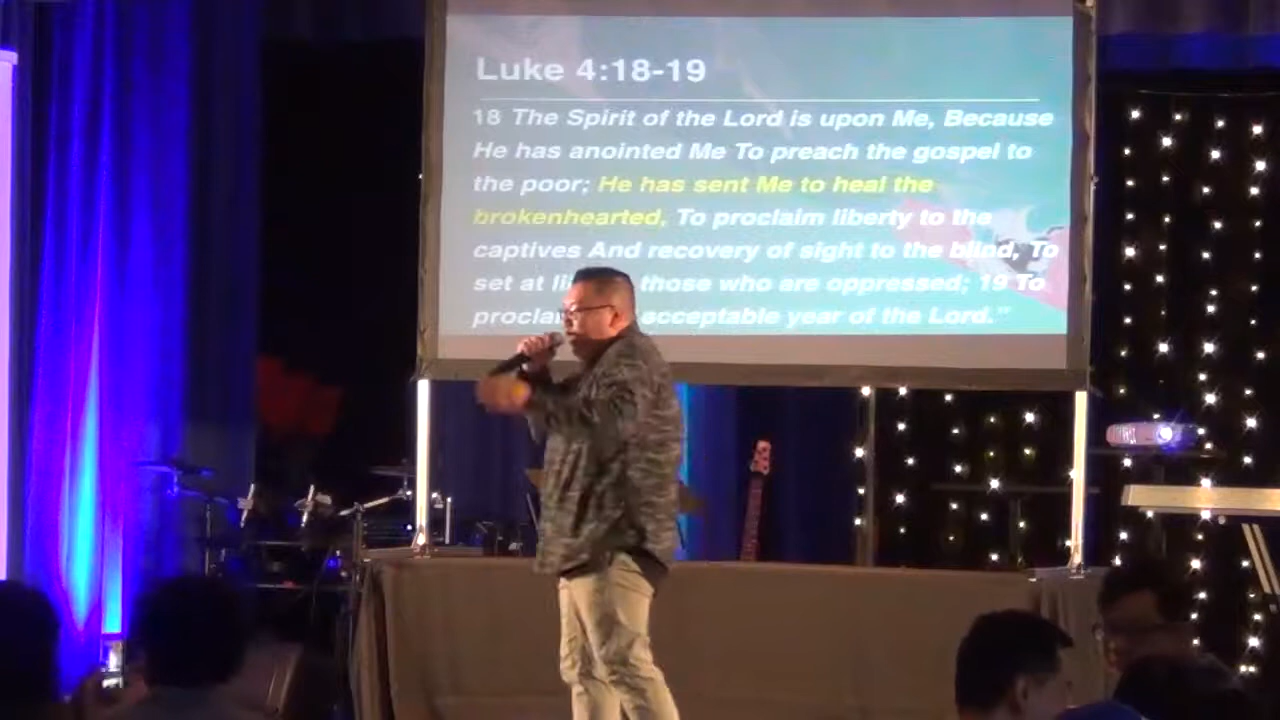 Luke 4:18-19
18 The Spirit of the Lord is upon Me, Because
He has anointed Me To preach the gospel to
the poor; He has sent Me to heal the
brokenhearted, To proclaim liberty to the
captives And recovery of sight to the blind, To
set at those who are oppressed; 19 To
acceptable year of the Lord."